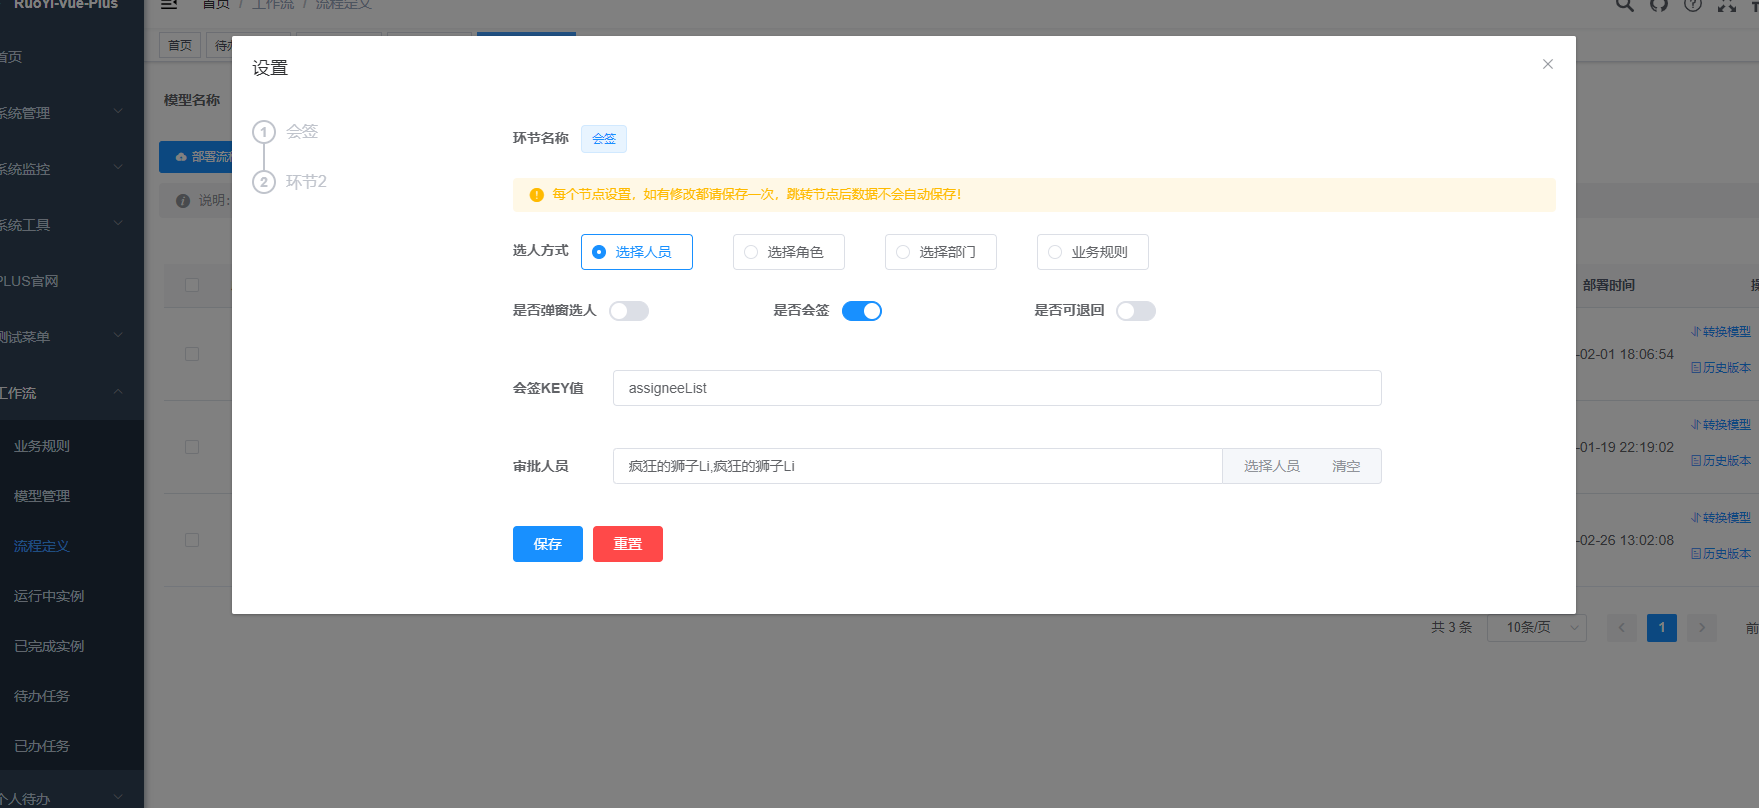 RuoYi-Vue-Plus
首页 / 工作流 / 流程定义
首页
首页
系统管理
系统监控
系统工具
PLUS官网
测试菜单
工作流
业务规则
模型管理
流程定义
运行中实例
已完成实例
待办任务
已办任务
个人待办
模型名称
部署流程
说明:
设置
1 会签
2 环节2
环节名称 会签
每个节点设置，如有修改都请保存一次，跳转节点后数据不会自动保存!
选人方式 选择人员 选择角色 选择部门 业务规则
是否弹窗选人 是否会签 是否可退回
会签KEY值 assigneeList
审批人员 疯狂的狮子Li,疯狂的狮子Li 选择人员 清空
保存 重置
部署时间
-02-01 18:06:54 转换模型
历史版本
-01-19 22:19:02 转换模型
历史版本
-02-26 13:02:08 转换模型
历史版本
共 3 条 10条/页 1 前